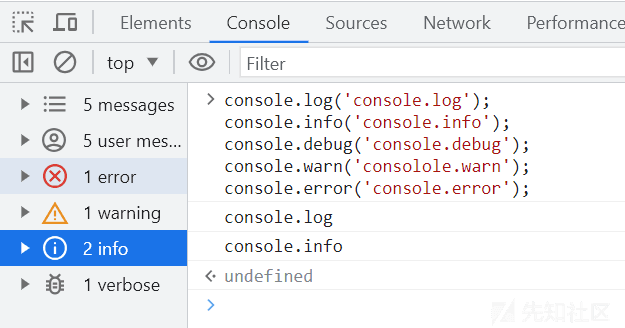 Elements Console Sources Network Performance
top Filter
5 messages
5 user mes...
1 error
1 warning
2 info
1 verbose
console.log('console.log');
console.info('console.info');
console.debug('console.debug');
console.warn('consolole.warn');
console.error('console.error');
console.log
console.info
undefined
先知社区